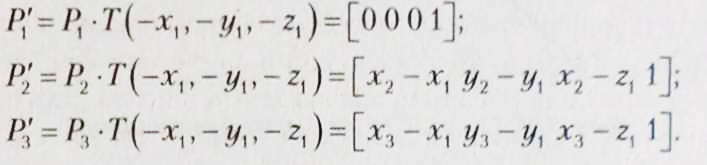 P₁′ = P₁ · T(−x₁, −y₁, −z₁) = [0 0 0 1];
P₂′ = P₂ · T(−x₁, −y₁, −z₁) = [x₂ − x₁ y₂ − y₁ x₂ − z₁ 1];
P₃′ = P₃ · T(−x₁, −y₁, −z₁) = [x₃ − x₁ y₃ − y₁ x₃ − z₁ 1].